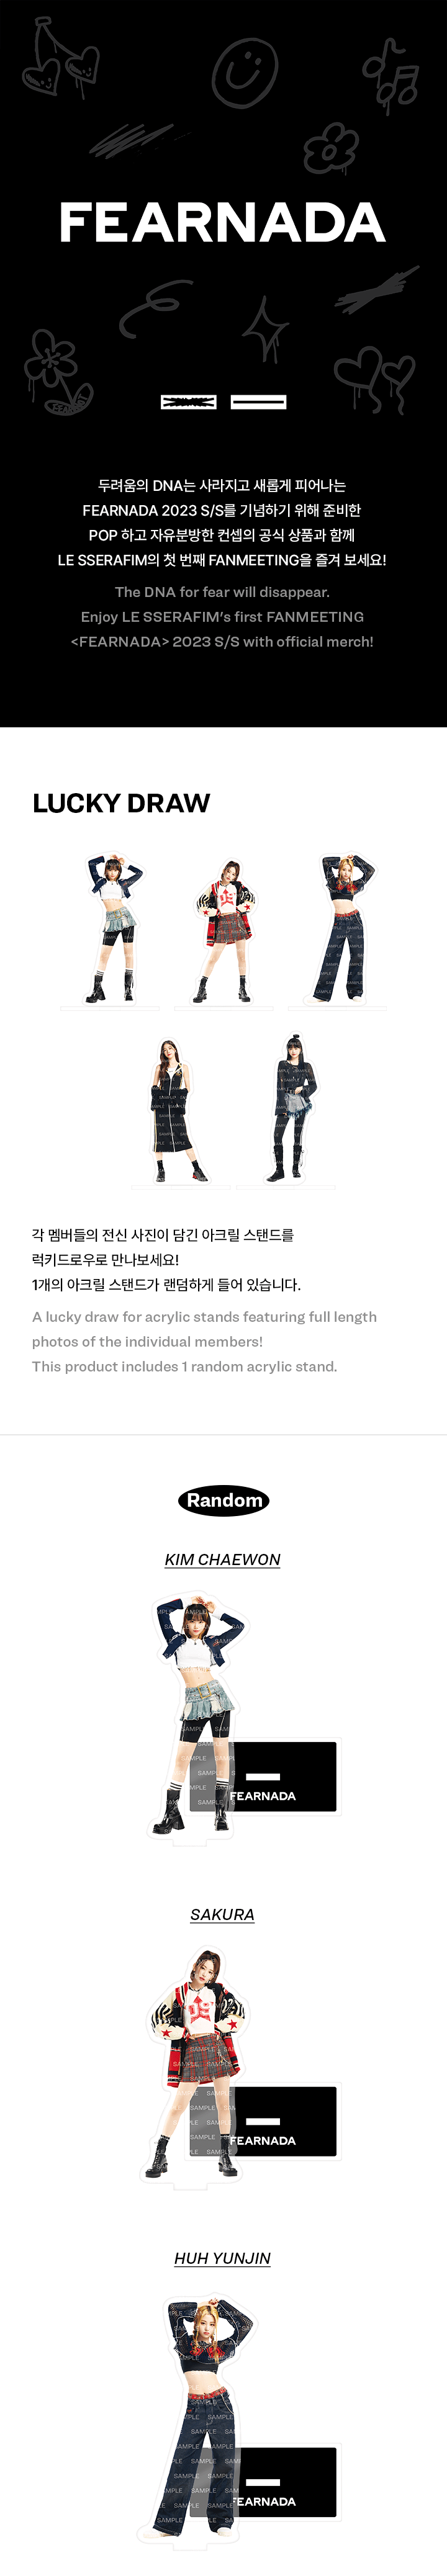 FEARNADA
두려움의 DNA는 사라지고 새롭게 피어나는
FEARNADA 2023 S/S를 기념하기 위해 준비한
POP 하고 자유분방한 컨셉의 공식 상품과 함께
LE SSERAFIM의 첫 번째 FANMEETING을 즐겨 보세요!
The DNA for fear will disappear.
Enjoy LE SSERAFIM's first FANMEETING
<FEARNADA> 2023 S/S with official merch!
LUCKY DRAW
각 멤버들의 전신 사진이 담긴 아크릴 스탠드를
럭키드로우로 만나보세요!
1개의 아크릴 스탠드가 랜덤하게 들어 있습니다.
A lucky draw for acrylic stands featuring full length
photos of the individual members!
This product includes 1 random acrylic stand.
Random
KIM CHAEWON
SAMPLE
FEARNADA
SAKURA
SAMPLE
FEARNADA
HUH YUNJIN
SAMPLE
FEARNADA